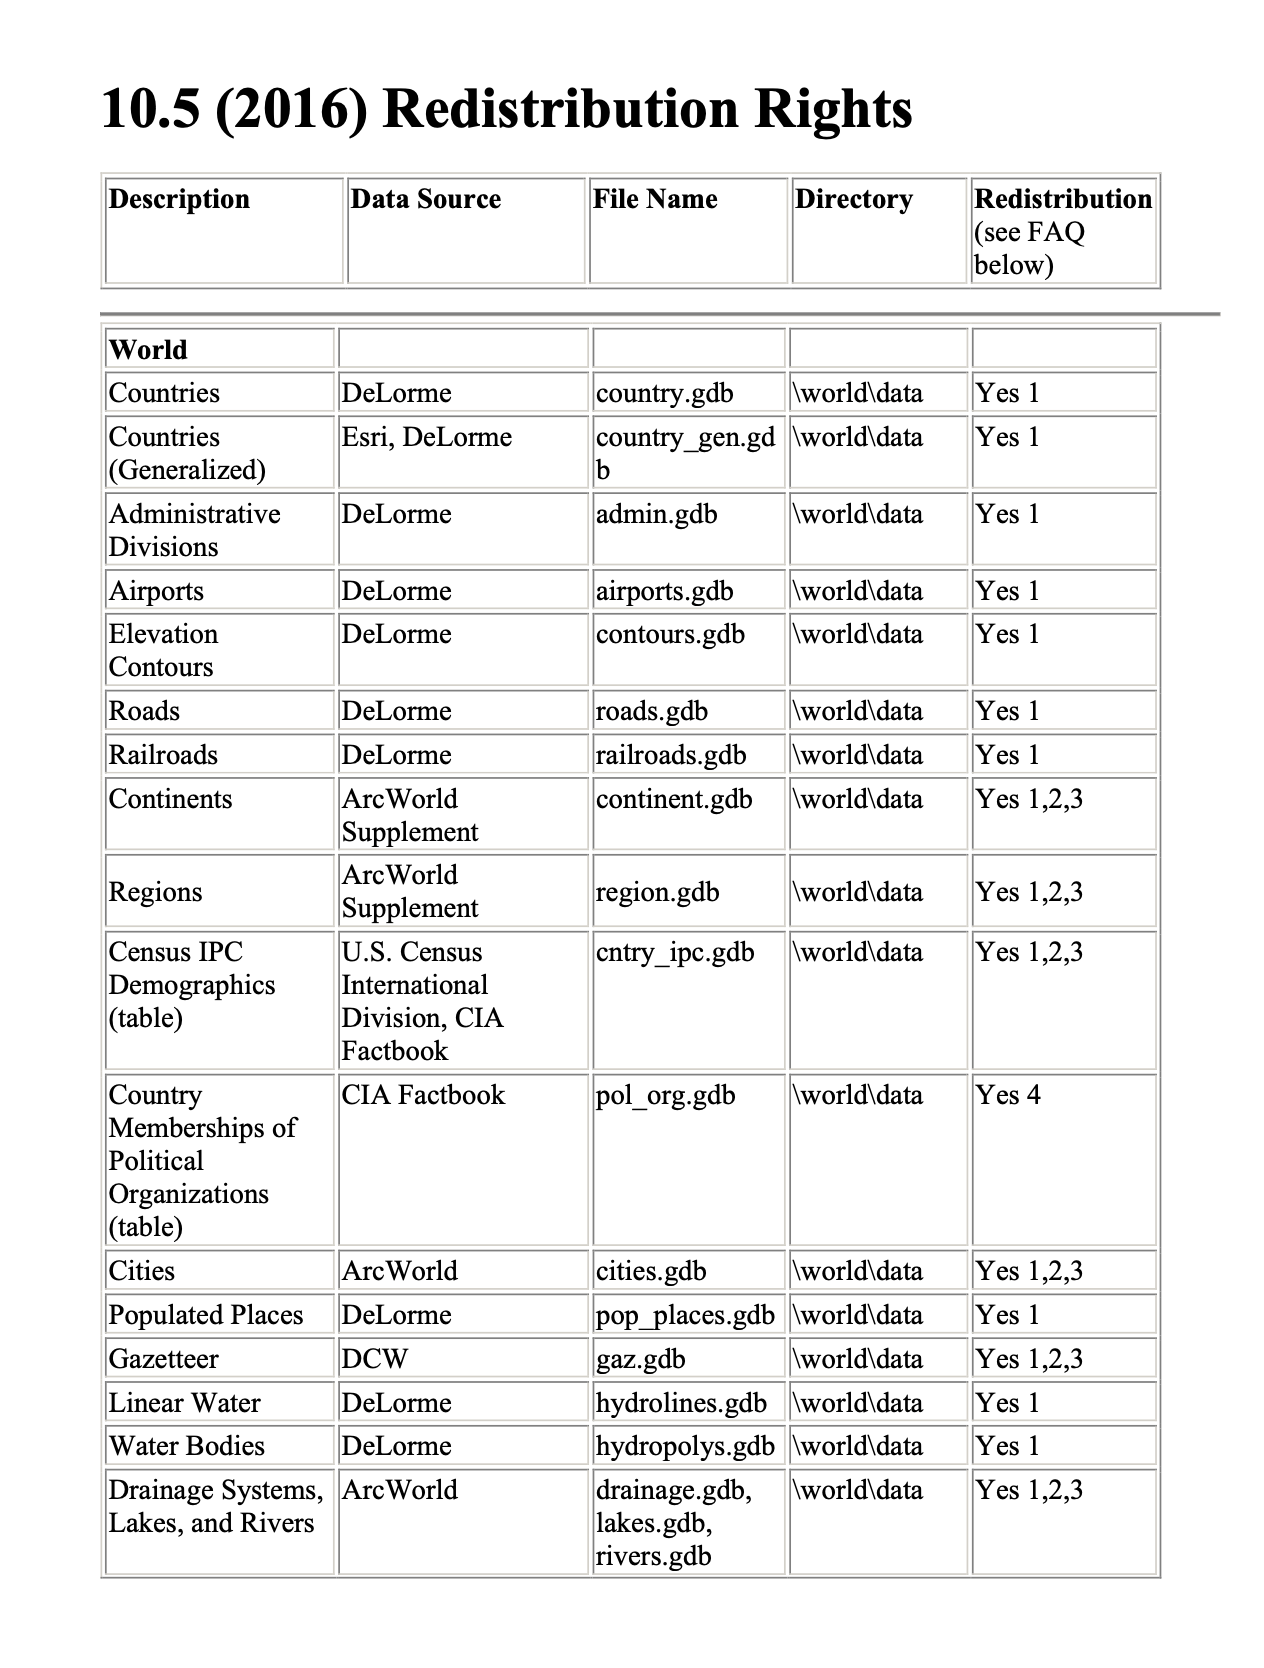 10.5 (2016) Redistribution Rights
Description Data Source File Name Directory Redistribution
(see FAQ
below)
World
Countries DeLorme country.gdb \world\data Yes 1
Countries Esri, DeLorme country_gen.gd \world\data Yes 1
(Generalized) b
Administrative DeLorme admin.gdb \world\data Yes 1
Divisions
Airports DeLorme airports.gdb \world\data Yes 1
Elevation DeLorme contours.gdb \world\data Yes 1
Contours
Roads DeLorme roads.gdb \world\data Yes 1
Railroads DeLorme railroads.gdb \world\data Yes 1
Continents ArcWorld continent.gdb \world\data Yes 1,2,3
Supplement
ArcWorld
Regions region.gdb \world\data Yes 1,2,3
Supplement
Census IPC U.S. Census cntry_ipc.gdb \world\data Yes 1,2,3
Demographics International
(table) Division, CIA
Factbook
Country CIA Factbook pol_org.gdb \world\data Yes 4
Memberships of
Political
Organizations
(table)
Cities ArcWorld cities.gdb \world\data Yes 1,2,3
Populated Places DeLorme pop_places.gdb \world\data Yes 1
Gazetteer DCW gaz.gdb \world\data Yes 1,2,3
Linear Water DeLorme hydrolines.gdb \world\data Yes 1
Water Bodies DeLorme hydropolys.gdb \world\data Yes 1
Drainage Systems, ArcWorld drainage.gdb, \world\data Yes 1,2,3
Lakes, and Rivers lakes.gdb,
rivers.gdb